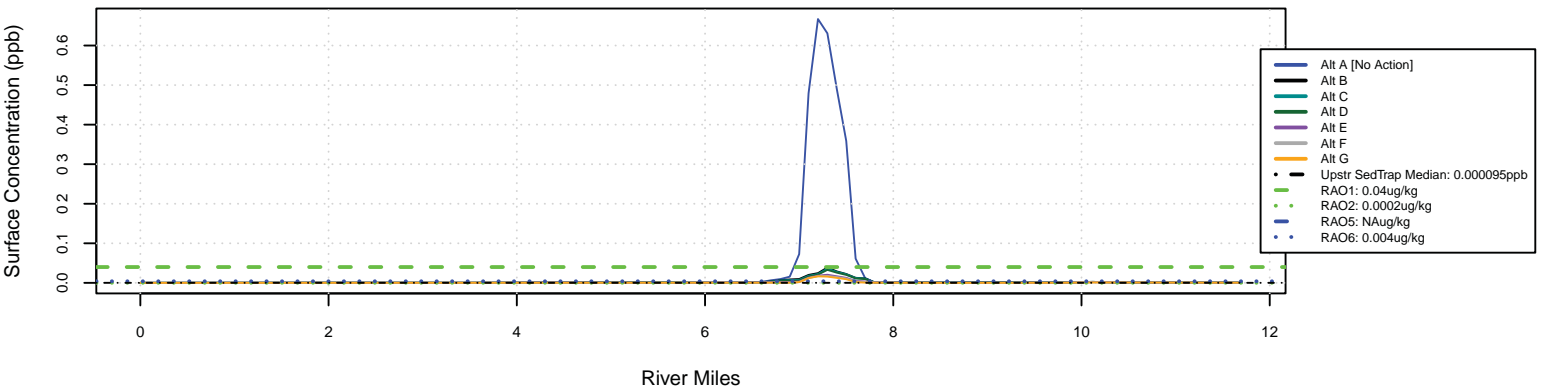 Surface Concentration (ppb)
0.6
0.5
0.4
0.3
0.2
0.1
0.0
0 2 4 6 8 10 12
River Miles
Alt A [No Action]
Alt B
Alt C
Alt D
Alt E
Alt F
Alt G
Upstr SedTrap Median: 0.000095ppb
RAO1: 0.04ug/kg
RAO2: 0.0002ug/kg
RAO5: NAug/kg
RAO6: 0.004ug/kg